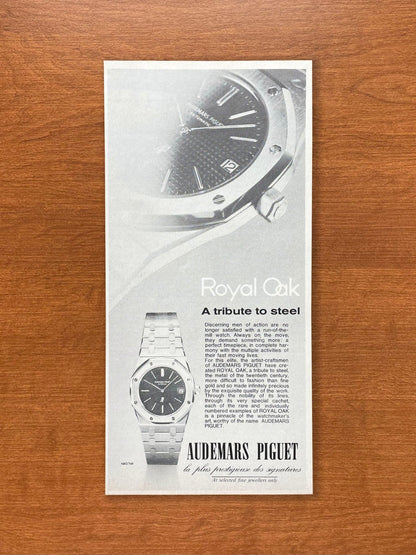 AUDEMARS PIGUET
AUTOMATIC
12
Royal Oak
A tribute to steel
Discerning men of action are no
longer satisfied with a run-of-the-
mill watch. Always on the move,
they demand something more: a
perfect timepiece, in complete har-
mony with the multiple activities of
their fast moving lives.
For this elite, the artist-craftsmen
of AUDEMARS PIGUET have cre-
ated ROYAL OAK, a tribute to steel,
the metal of the twentieth century,
more difficult to fashion than fine
gold and so made infinitely precious
by the exquisite quality of the work.
Through the nobility of its lines,
through its very special cachet,
each of the rare and individually
numbered examples of ROYAL OAK
is a pinnacle of the watchmaker's
art, worthy of the name AUDEMARS
PIGUET.
AUDEMARS PIGUET
la plus prestigieuse des signatures
At selected fine jewellers only